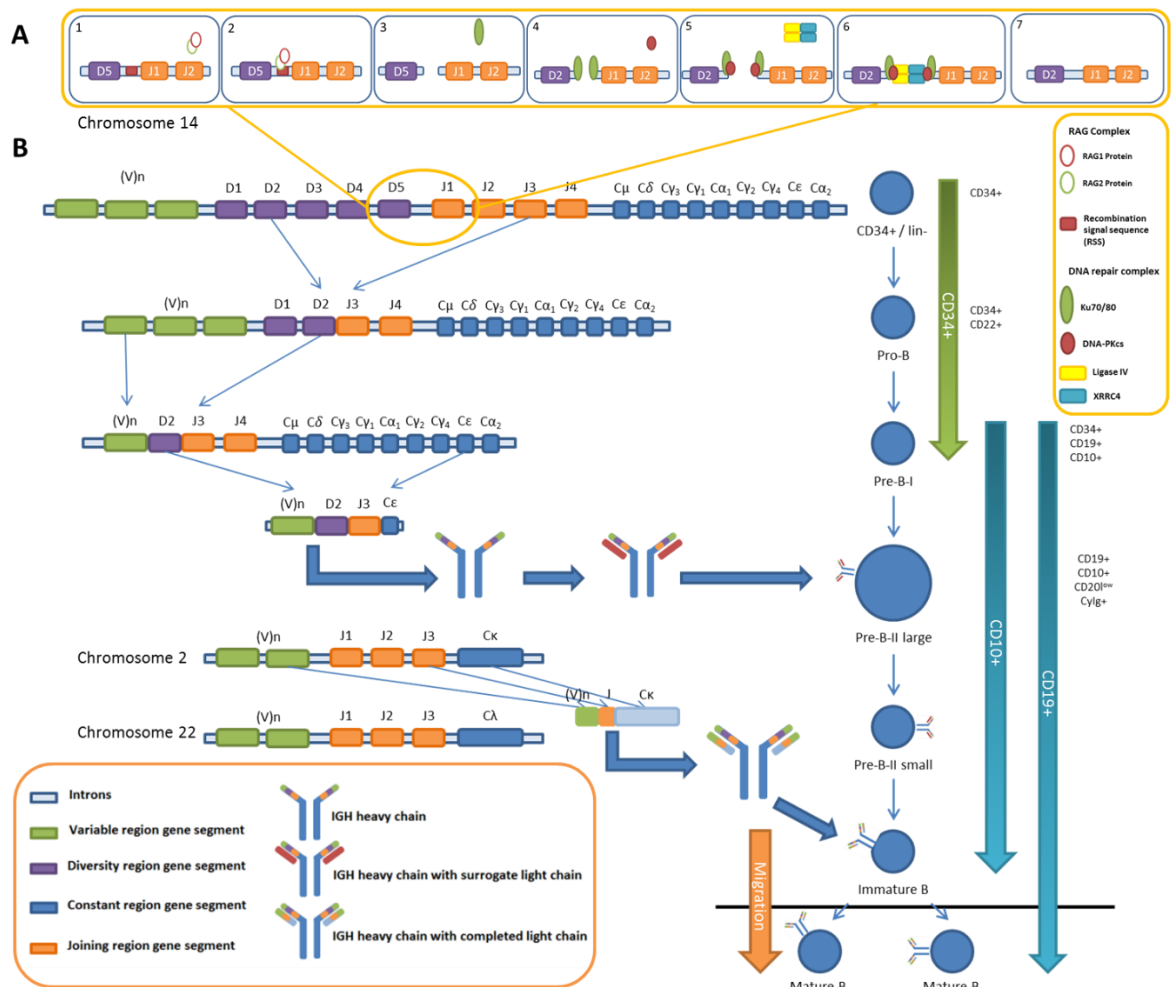 A
1
2
3
4
5
6
7
D5 J1 J2
D5 J1 J2
D5 J1 J2
D2 J1 J2
D2 J1 J2
D2 J1 J2
D2 J1 J2
Chromosome 14
B
(V)n D1 D2 D3 D4 D5 J1 J2 J3 J4 Cμ Cδ Cγ3 Cγ1 Cα1 Cγ2 Cγ4 Cε Cα2
(V)n D1 D2 J3 J4 Cμ Cδ Cγ3 Cγ1 Cα1 Cγ2 Cγ4 Cε Cα2
(V)n D2 J3 J4 Cμ Cδ Cγ3 Cγ1 Cα1 Cγ2 Cγ4 Cε Cα2
(V)n D2 J3 Cε
Chromosome 2
(V)n J1 J2 J3 Cκ
(V)n J Cκ
Chromosome 22
(V)n J1 J2 J3 Cλ
CD34+ / lin-
Pro-B
Pre-B-I
Pre-B-II large
Pre-B-II small
Immature B
Mature B
Mature B
Migration
CD34+
CD10+
CD19+
CD34+
CD34+
CD22+
CD34+
CD19+
CD10+
CD19+
CD10+
CD20low
CyIg+
RAG Complex
RAG1 Protein
RAG2 Protein
Recombination
signal sequence
(RSS)
DNA repair complex
Ku70/80
DNA-PKcs
Ligase IV
XRRC4
Introns
Variable region gene segment
Diversity region gene segment
Constant region gene segment
Joining region gene segment
IGH heavy chain
IGH heavy chain with surrogate light chain
IGH heavy chain with completed light chain